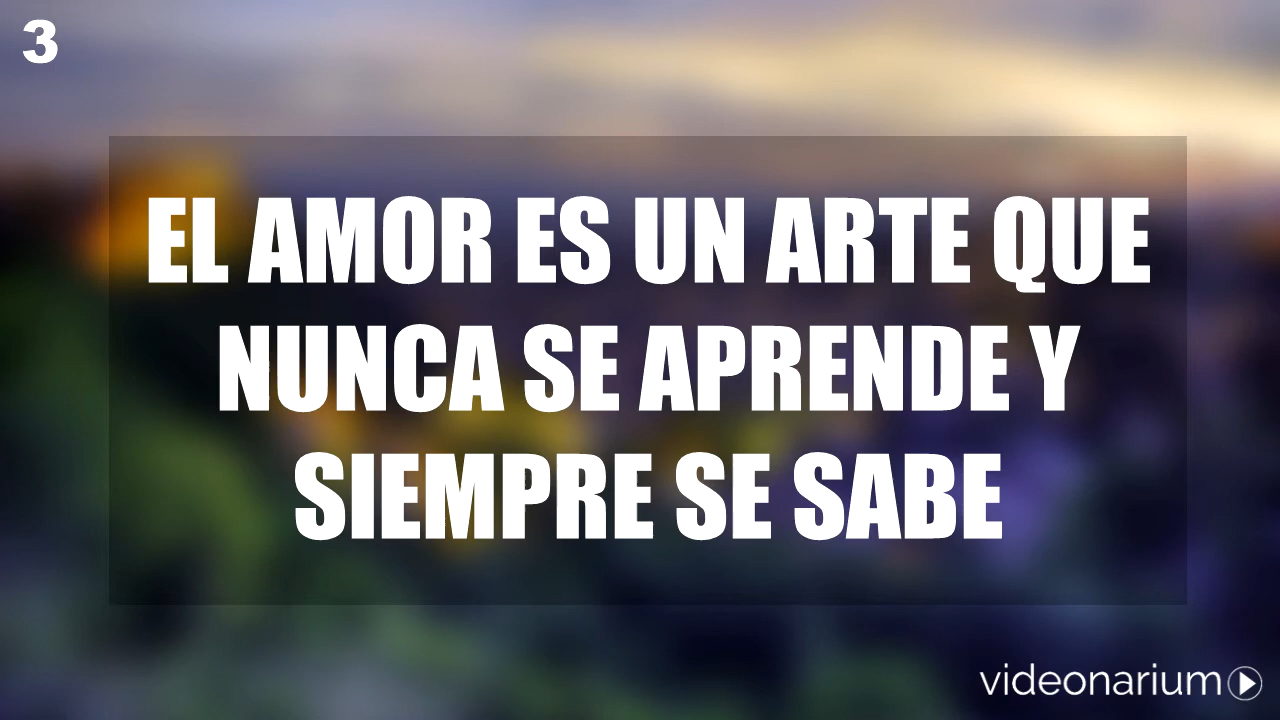 3
EL AMOR ES UN ARTE QUE
NUNCA SE APRENDE Y
SIEMPRE SE SABE
videonarium